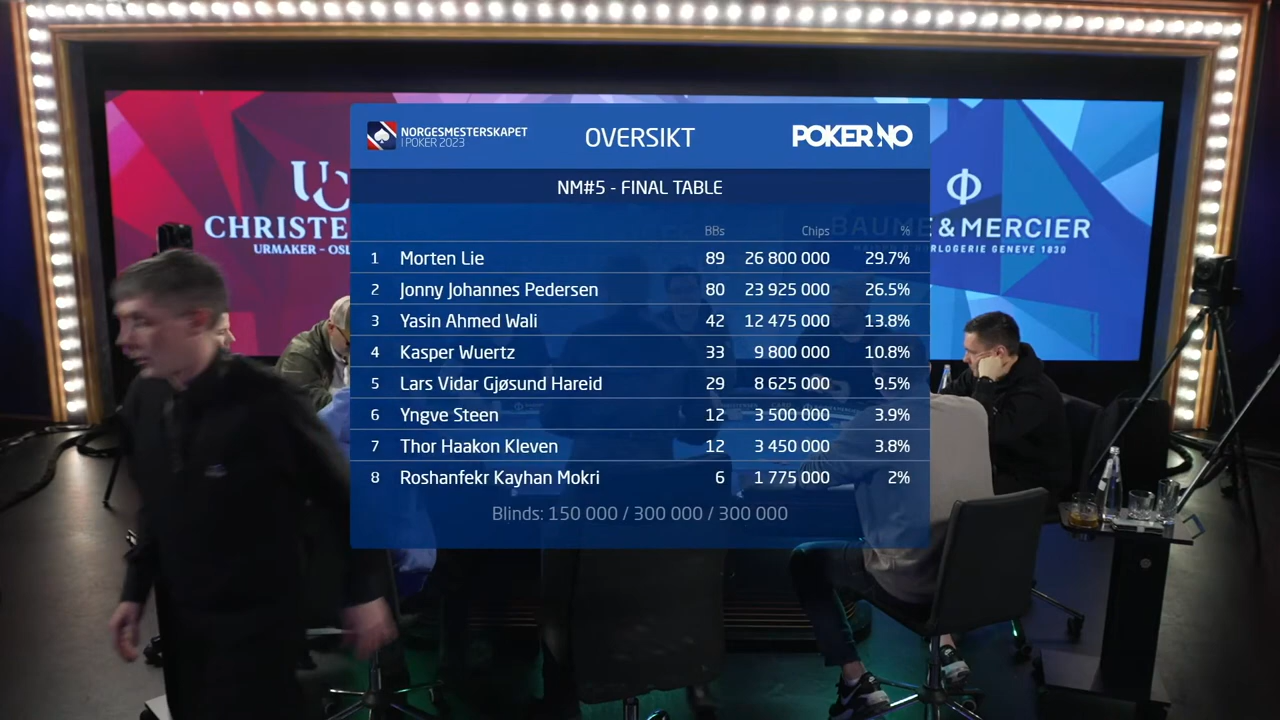 NORGESMESTERSKAPET
I POKER 2023
OVERSIKT
POKER NO
NM#5 - FINAL TABLE
BBs Chips %
1 Morten Lie 89 26 800 000 29.7%
2 Jonny Johannes Pedersen 80 23 925 000 26.5%
3 Yasin Ahmed Wali 42 12 475 000 13.8%
4 Kasper Wuertz 33 9 800 000 10.8%
5 Lars Vidar Gjøsund Hareid 29 8 625 000 9.5%
6 Yngve Steen 12 3 500 000 3.9%
7 Thor Haakon Kleven 12 3 450 000 3.8%
8 Roshanfekr Kayhan Mokri 6 1 775 000 2%
Blinds: 150 000 / 300 000 / 300 000
UC
CHRISTE
URMAKER - OSL
BAUME & MERCIER
GENEVE 1830